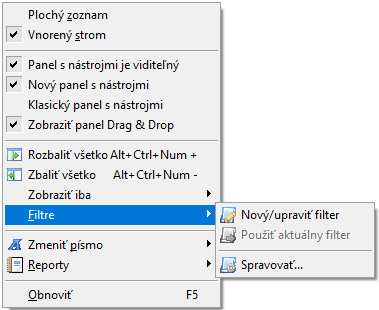 Plochý zoznam
Vnorený strom
Panel s nástrojmi je viditeľný
Nový panel s nástrojmi
Klasický panel s nástrojmi
Zobraziť panel Drag & Drop
Rozbaliť všetko Alt+Ctrl+Num +
Zbaliť všetko Alt+Ctrl+Num -
Zobraziť iba
Filtre
Nový/upraviť filter
Použiť aktuálny filter
Zmeniť písmo
Reporty
Spravovať...
Obnoviť F5